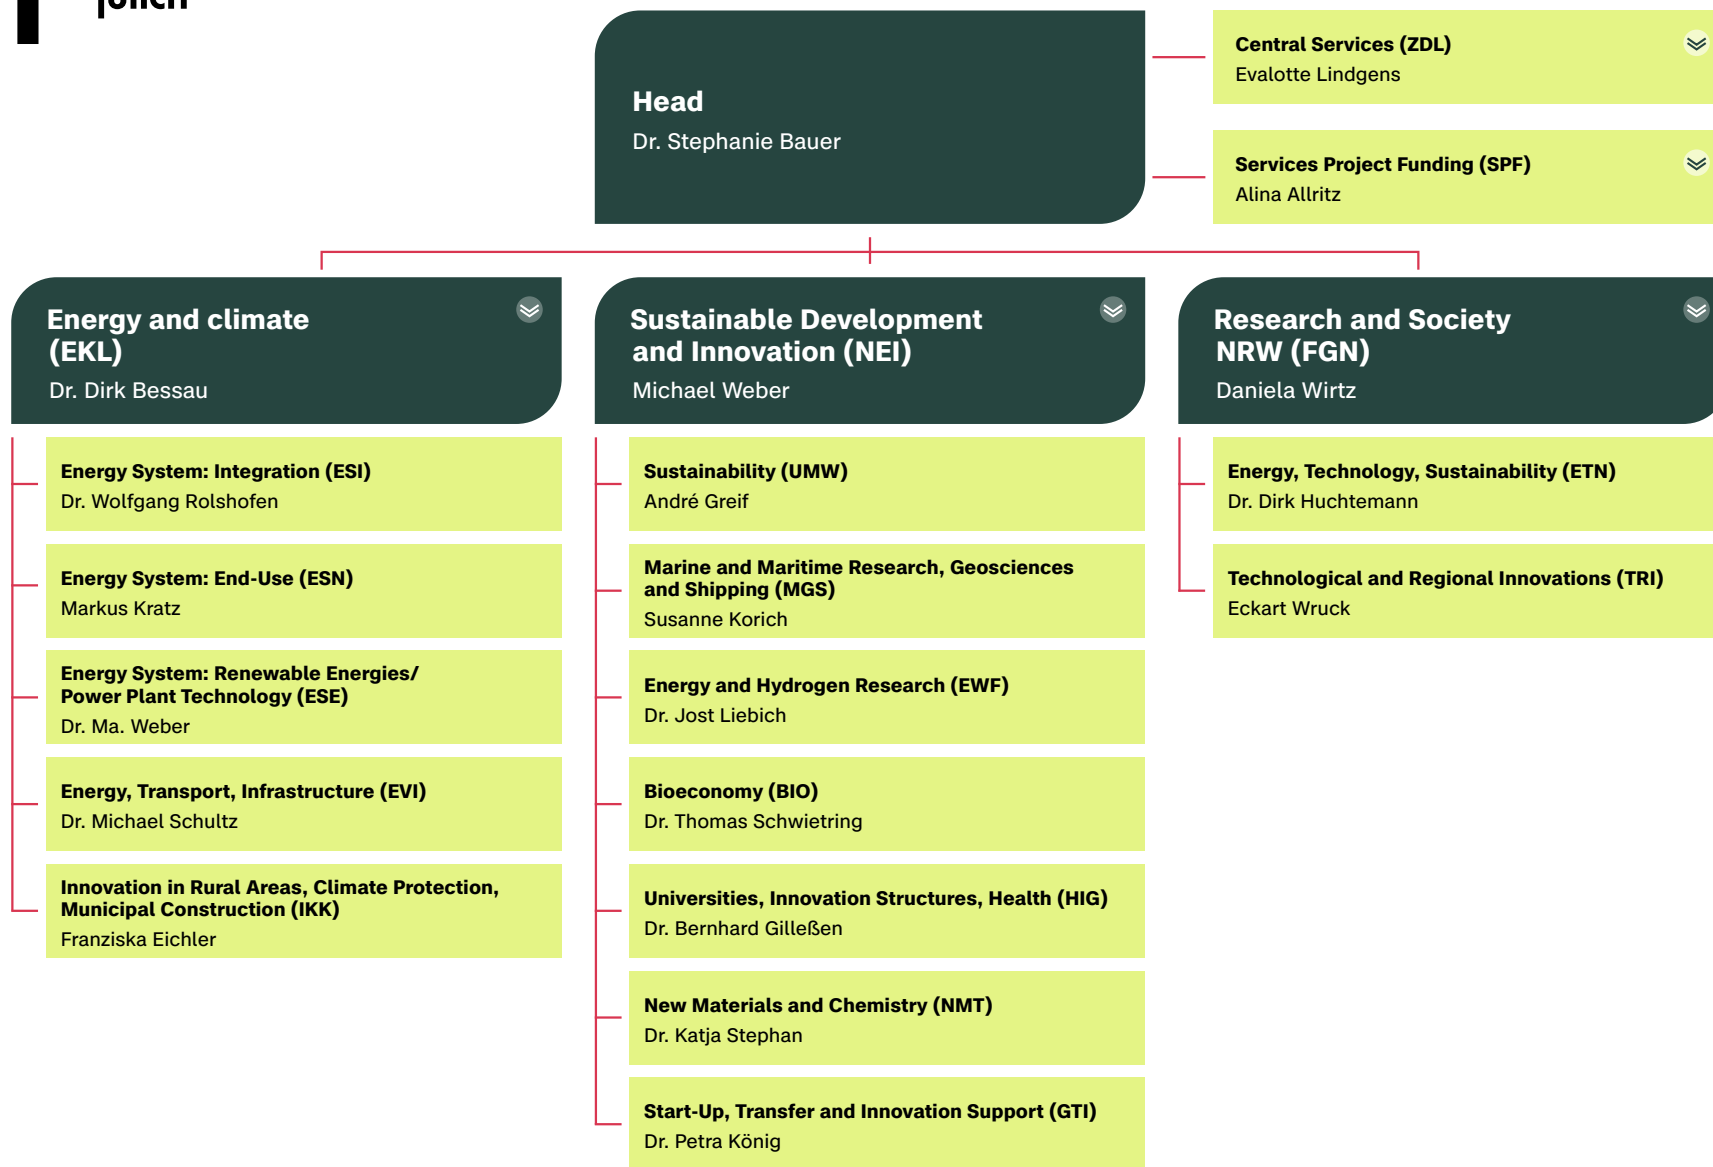 Head
Dr. Stephanie Bauer
Central Services (ZDL)
Evalotte Lindgens
Services Project Funding (SPF)
Alina Allritz
Energy and climate
(EKL)
Dr. Dirk Bessau
Energy System: Integration (ESI)
Dr. Wolfgang Rolshofen
Energy System: End-Use (ESN)
Markus Kratz
Energy System: Renewable Energies/
Power Plant Technology (ESE)
Dr. Ma. Weber
Energy, Transport, Infrastructure (EVI)
Dr. Michael Schultz
Innovation in Rural Areas, Climate Protection,
Municipal Construction (IKK)
Franziska Eichler
Sustainable Development
and Innovation (NEI)
Michael Weber
Sustainability (UMW)
André Greif
Marine and Maritime Research, Geosciences
and Shipping (MGS)
Susanne Korich
Energy and Hydrogen Research (EWF)
Dr. Jost Liebich
Bioeconomy (BIO)
Dr. Thomas Schwietring
Universities, Innovation Structures, Health (HIG)
Dr. Bernhard Gilleßen
New Materials and Chemistry (NMT)
Dr. Katja Stephan
Start-Up, Transfer and Innovation Support (GTI)
Dr. Petra König
Research and Society
NRW (FGN)
Daniela Wirtz
Energy, Technology, Sustainability (ETN)
Dr. Dirk Huchtemann
Technological and Regional Innovations (TRI)
Eckart Wruck